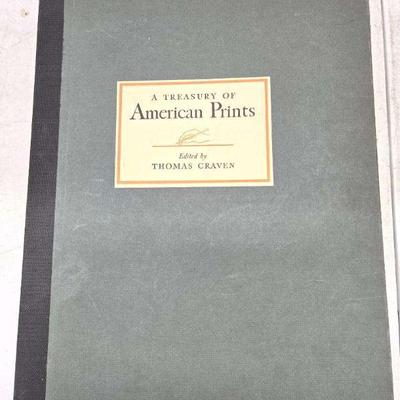 A TREASURY OF
American Prints
Edited by
THOMAS CRAVEN